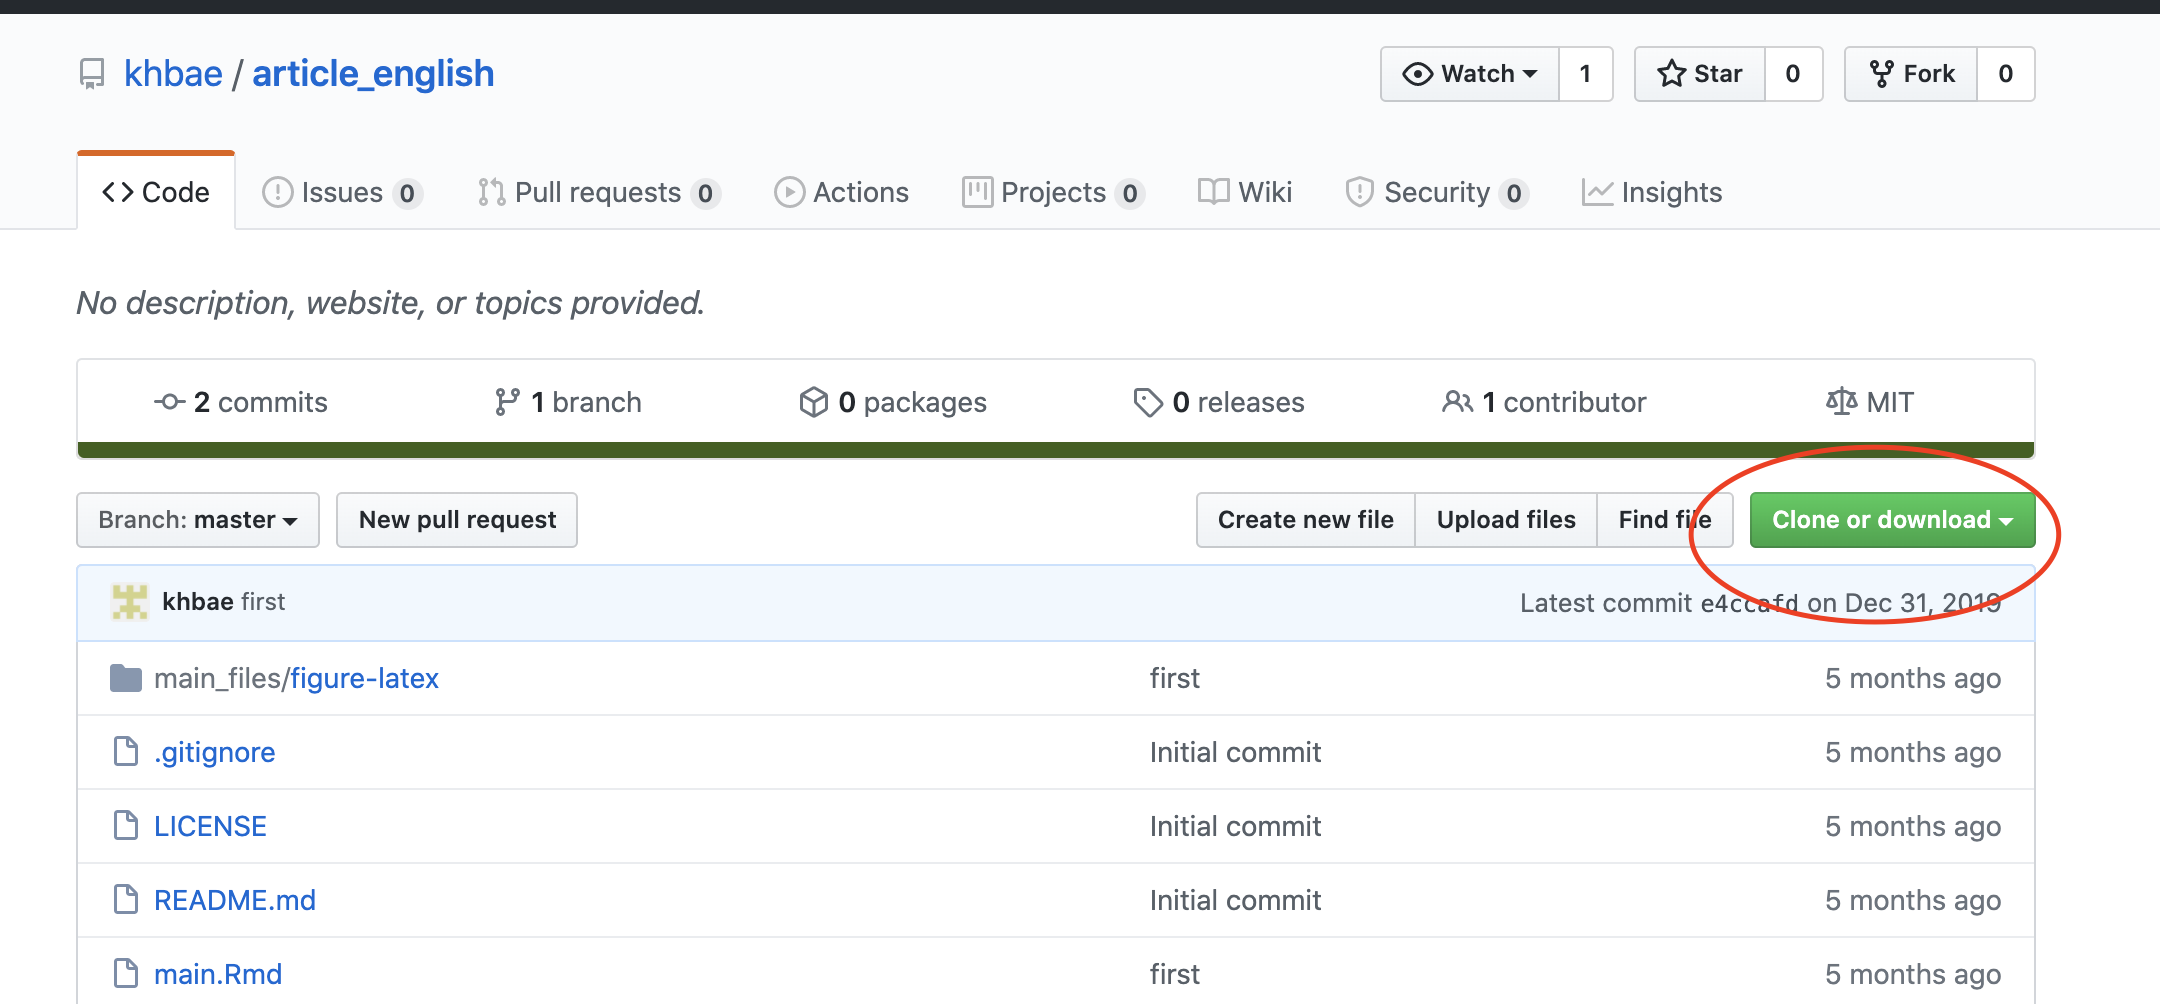 khbae / article_english
Watch 1 Star 0 Fork 0
Code Issues 0 Pull requests 0 Actions Projects 0 Wiki Security 0 Insights
No description, website, or topics provided.
2 commits 1 branch 0 packages 0 releases 1 contributor MIT
Branch: master New pull request Create new file Upload files Find file Clone or download
khbae first Latest commit e4ccafd on Dec 31, 2019
main_files/figure-latex first 5 months ago
.gitignore Initial commit 5 months ago
LICENSE Initial commit 5 months ago
README.md Initial commit 5 months ago
main.Rmd first 5 months ago